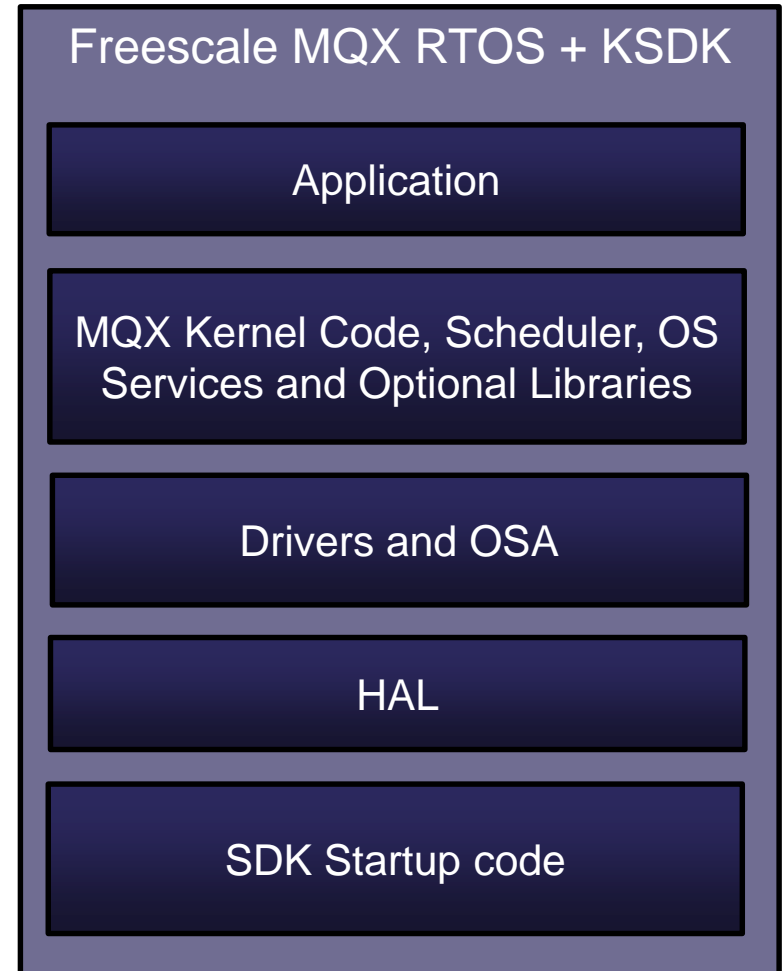 Freescale MQX RTOS + KSDK
Application
MQX Kernel Code, Scheduler, OS
Services and Optional Libraries
Drivers and OSA
HAL
SDK Startup code